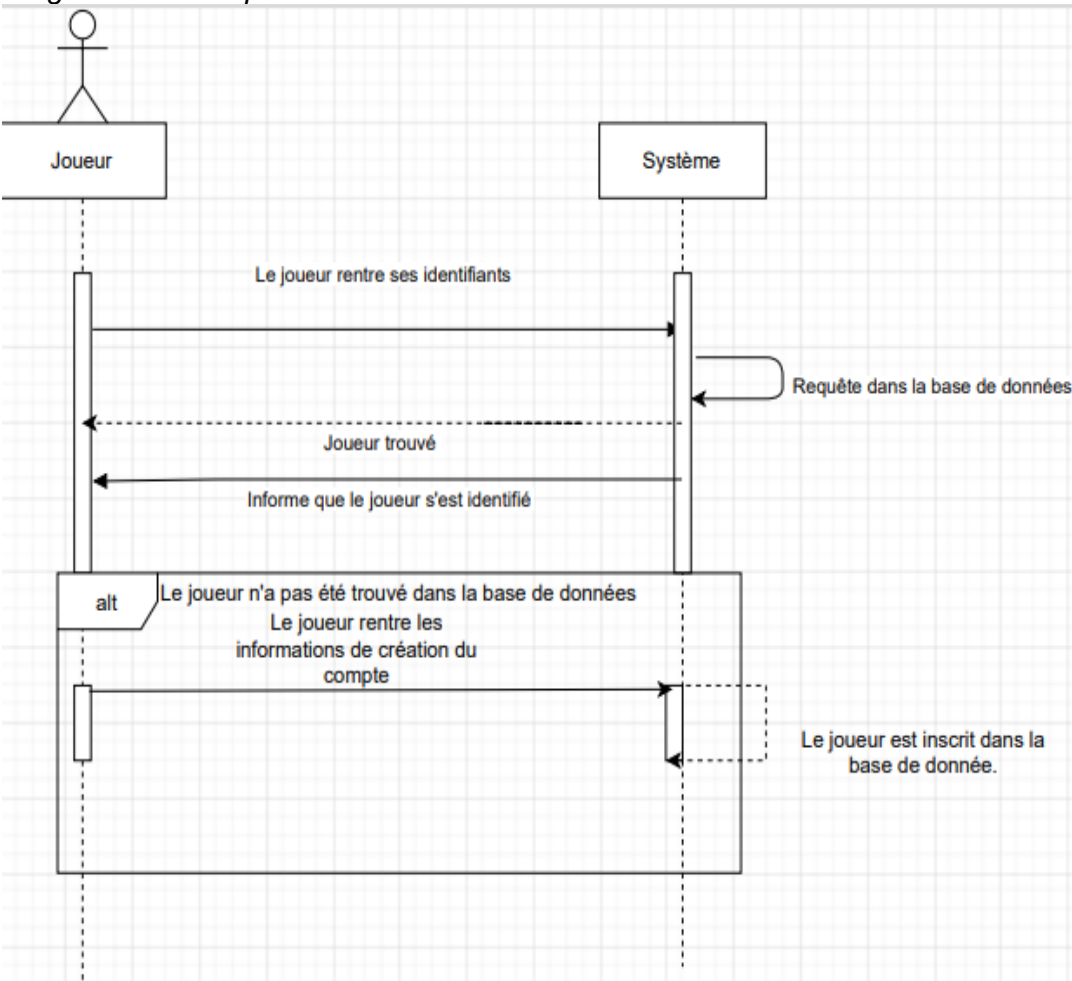 Joueur
Système
Le joueur rentre ses identifiants
Requête dans la base de données
Joueur trouvé
Informe que le joueur s'est identifié
alt
Le joueur n'a pas été trouvé dans la base de données
Le joueur rentre les
informations de création du
compte
Le joueur est inscrit dans la
base de donnée.